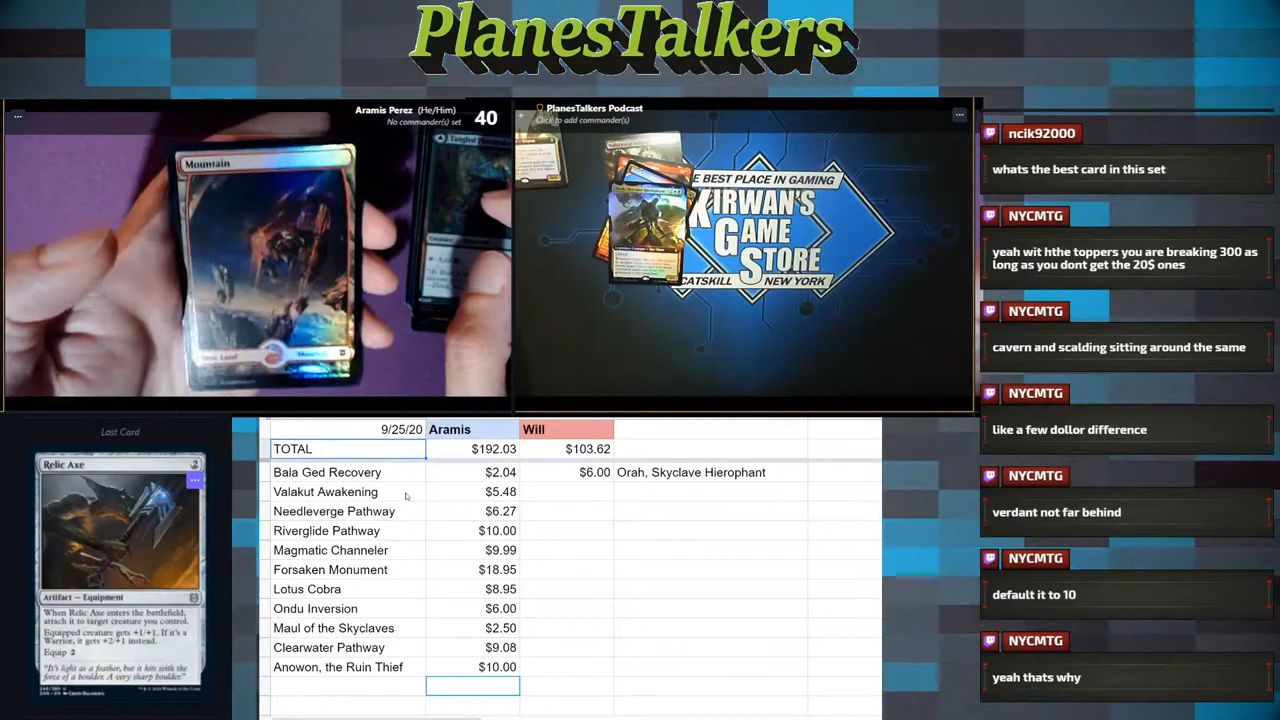 PlanesTalkers
Aramis Perez (He/Him)
No commander(s) set
40
Mountain
Basic Land
Tangled
PlanesTalkers Podcast
Click to add commander(s)
E BEST PLACE IN GAMING
KIRWAN'S
GAME
STORE
CATSKILL
NEW YORK
ncik92000
whats the best card in this set
NYCMTG
yeah wit hthe toppers you are breaking 300 as
long as you dont get the 20$ ones
NYCMTG
cavern and scalding sitting around the same
NYCMTG
like a few dollor difference
NYCMTG
verdant not far behind
NYCMTG
default it to 10
NYCMTG
yeah thats why
Last Card
Relic Axe 2
Artifact — Equipment
When Relic Axe enters the battlefield,
attach it to target creature you control.
Equipped creature gets +1/+1. If it's a
Warrior, it gets +2/+1 instead.
Equip 2
"It's light as a feather, but it hits with the
force of a boulder. A very sharp boulder."
9/25/20 Aramis Will
TOTAL $192.03 $103.62
Bala Ged Recovery $2.04 $6.00 Orah, Skyclave Hierophant
Valakut Awakening $5.48
Needleverge Pathway $6.27
Riverglide Pathway $10.00
Magmatic Channeler $9.99
Forsaken Monument $18.95
Lotus Cobra $8.95
Ondu Inversion $6.00
Maul of the Skyclaves $2.50
Clearwater Pathway $9.08
Anowon, the Ruin Thief $10.00